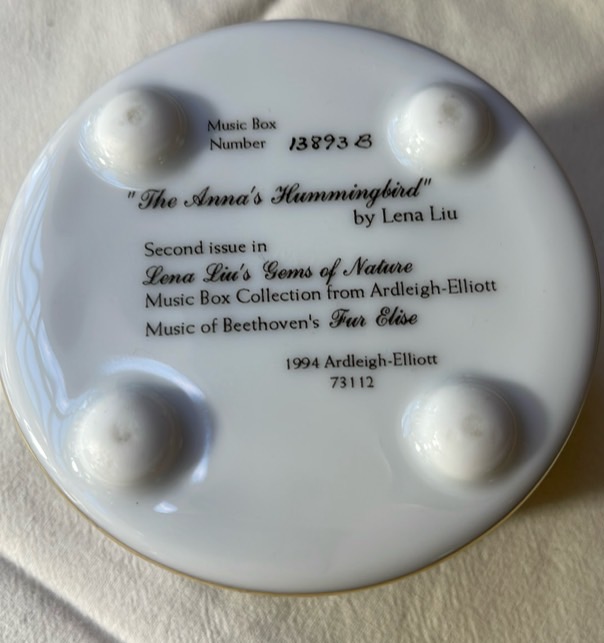 Music Box
Number 13893 B
"The Anna's Hummingbird"
by Lena Liu
Second issue in
Lena Liu's Gems of Nature
Music Box Collection from Ardleigh-Elliott
Music of Beethoven's Fur Elise
1994 Ardleigh-Elliott
73112